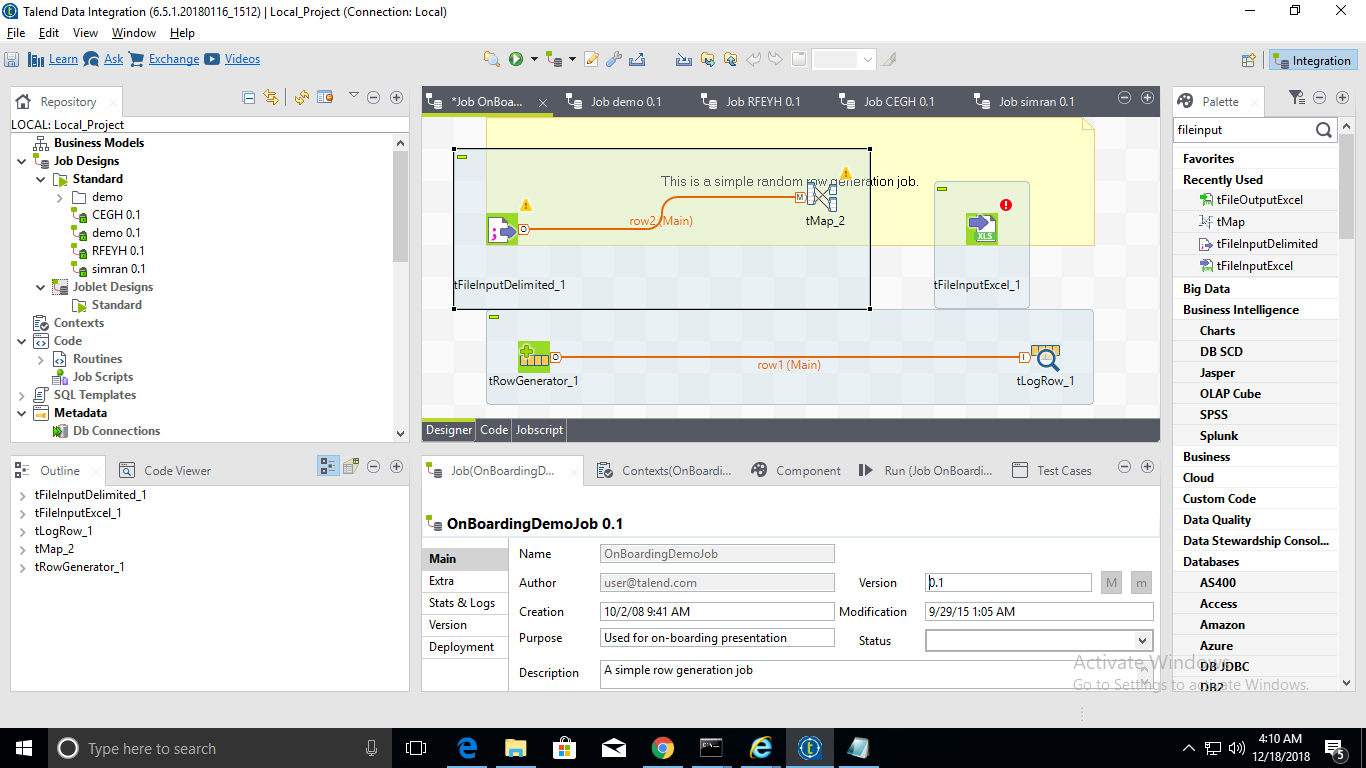 Talend Data Integration (6.5.1.20180116_1512) | Local_Project (Connection: Local)
File Edit View Window Help
Learn Ask Exchange Videos
Integration
Repository
LOCAL: Local_Project
Business Models
Job Designs
Standard
demo
CEGH 0.1
demo 0.1
RFEYH 0.1
simran 0.1
Joblet Designs
Standard
Contexts
Code
Routines
Job Scripts
SQL Templates
Metadata
Db Connections
*Job OnBoa... Job demo 0.1 Job RFEYH 0.1 Job CEGH 0.1 Job simran 0.1
This is a simple random row generation job.
row2 (Main)
M
tMap_2
O
XLS
tFileInputDelimited_1
tFileInputExcel_1
O
I
row1 (Main)
tRowGenerator_1
tLogRow_1
Designer Code Jobscript
Palette
fileinput
Favorites
Recently Used
tFileOutputExcel
tMap
tFileInputDelimited
tFileInputExcel
Big Data
Business Intelligence
Charts
DB SCD
Jasper
OLAP Cube
SPSS
Splunk
Business
Cloud
Custom Code
Data Quality
Data Stewardship Consol...
Databases
AS400
Access
Amazon
Azure
DB JDBC
DB2
Outline Code Viewer
tFileInputDelimited_1
tFileInputExcel_1
tLogRow_1
tMap_2
tRowGenerator_1
Job(OnBoardingD... Contexts(OnBoardi... Component Run (Job OnBoardi... Test Cases
OnBoardingDemoJob 0.1
Main
Extra
Stats & Logs
Version
Deployment
Name OnBoardingDemoJob
Author user@talend.com Version 0.1 M m
Creation 10/2/08 9:41 AM Modification 9/29/15 1:05 AM
Purpose Used for on-boarding presentation Status
Description A simple row generation job
Activate Windows
Go to Settings to activate Windows.
Type here to search
4:10 AM
12/18/2018
5